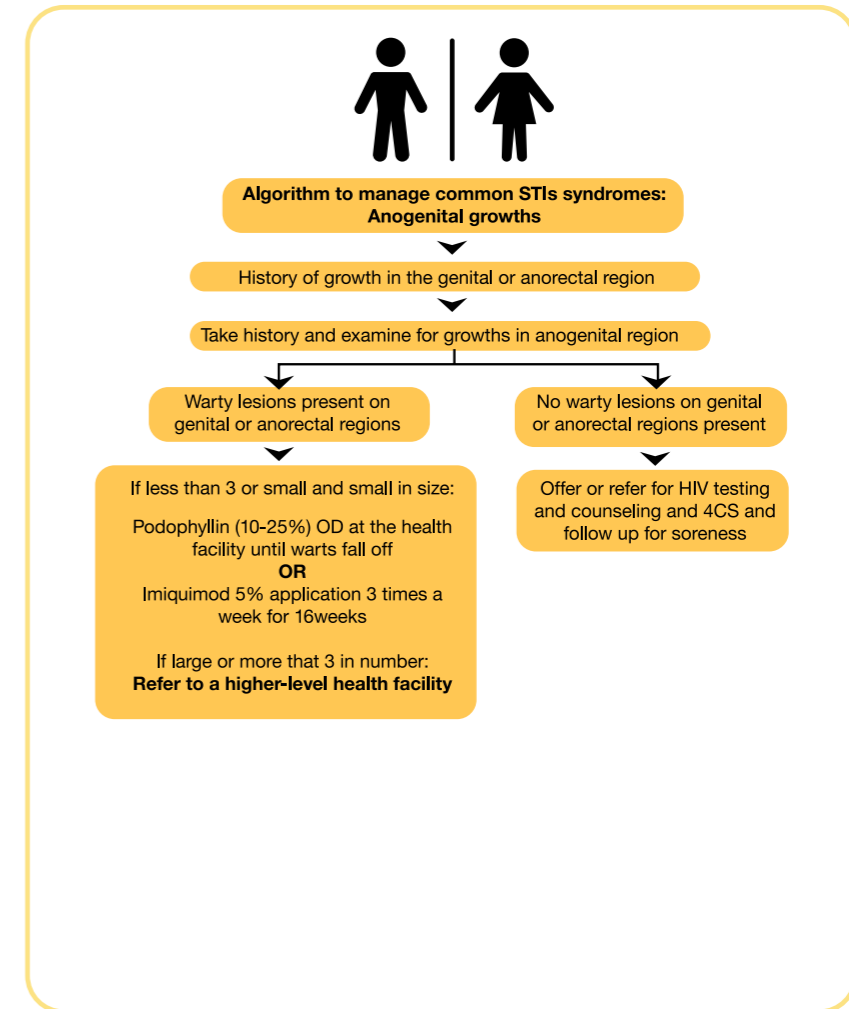 Algorithm to manage common STIs syndromes:
Anogenital growths
History of growth in the genital or anorectal region
Take history and examine for growths in anogenital region
Warty lesions present on
genital or anorectal regions
No warty lesions on genital
or anorectal regions present
If less than 3 or small and small in size:
Podophyllin (10-25%) OD at the health
facility until warts fall off
OR
Imiquimod 5% application 3 times a
week for 16weeks
If large or more that 3 in number:
Refer to a higher-level health facility
Offer or refer for HIV testing
and counseling and 4CS and
follow up for soreness